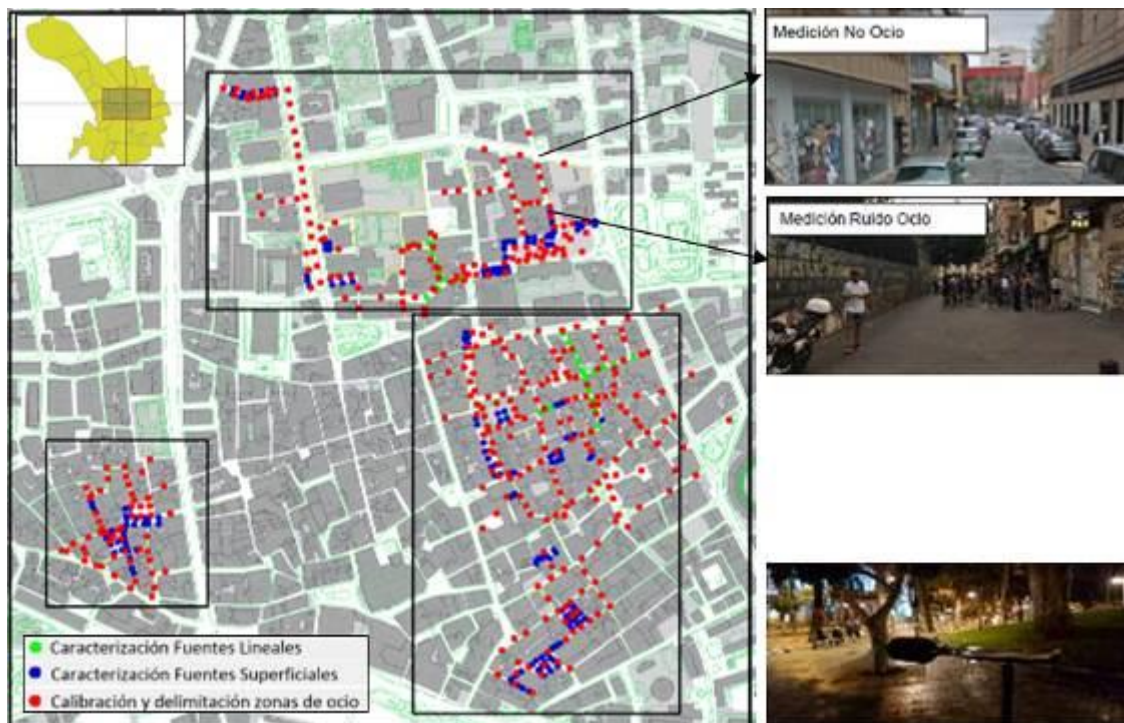 Medición No Ocio
Medición Ruido Ocio
Caracterización Fuentes Lineales
Caracterización Fuentes Superficiales
Calibración y delimitación zonas de ocio